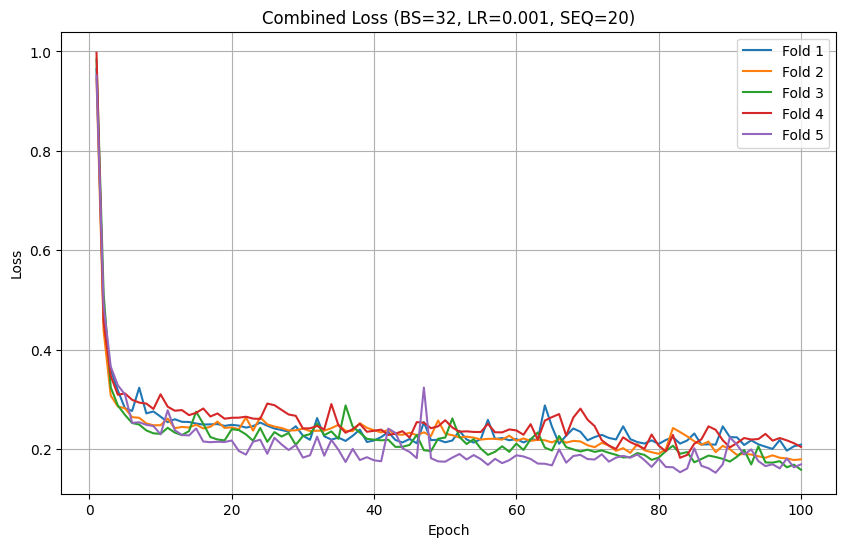 Combined Loss (BS=32, LR=0.001, SEQ=20)
Fold 1
Fold 2
Fold 3
Fold 4
Fold 5
1.0
0.8
0.6
0.4
0.2
Loss
0
20
40
60
80
100
Epoch